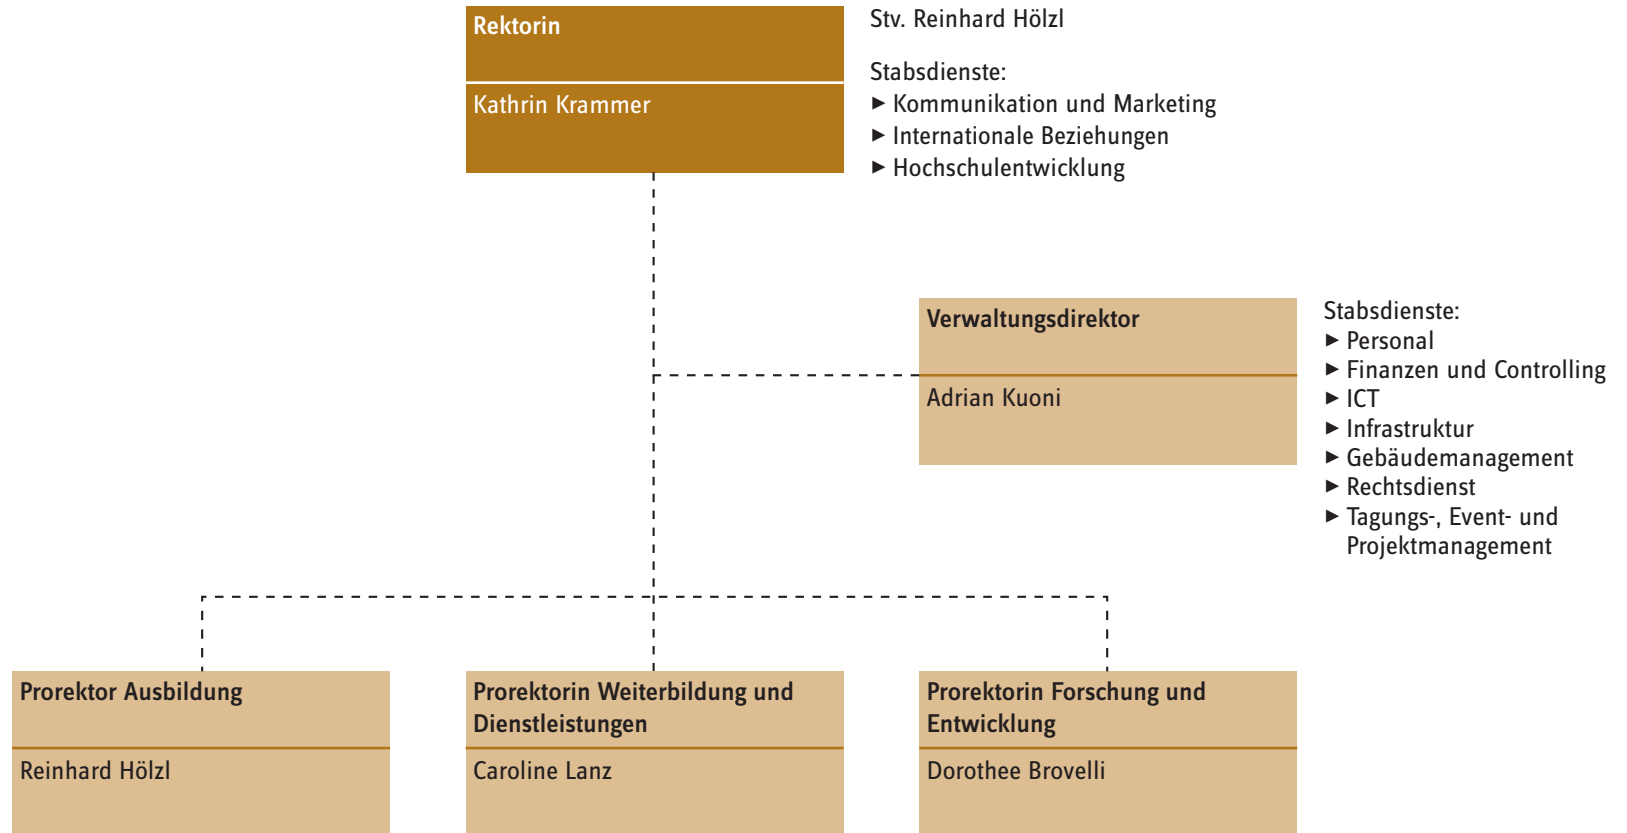 Rektorin
Kathrin Krammer
Stv. Reinhard Hölzl
Stabsdienste:
► Kommunikation und Marketing
► Internationale Beziehungen
► Hochschulentwicklung
Verwaltungsdirektor
Adrian Kuoni
Stabsdienste:
► Personal
► Finanzen und Controlling
► ICT
► Infrastruktur
► Gebäudemanagement
► Rechtsdienst
► Tagungs-, Event- und
Projektmanagement
Prorektor Ausbildung
Reinhard Hölzl
Prorektorin Weiterbildung und
Dienstleistungen
Caroline Lanz
Prorektorin Forschung und
Entwicklung
Dorothee Brovelli